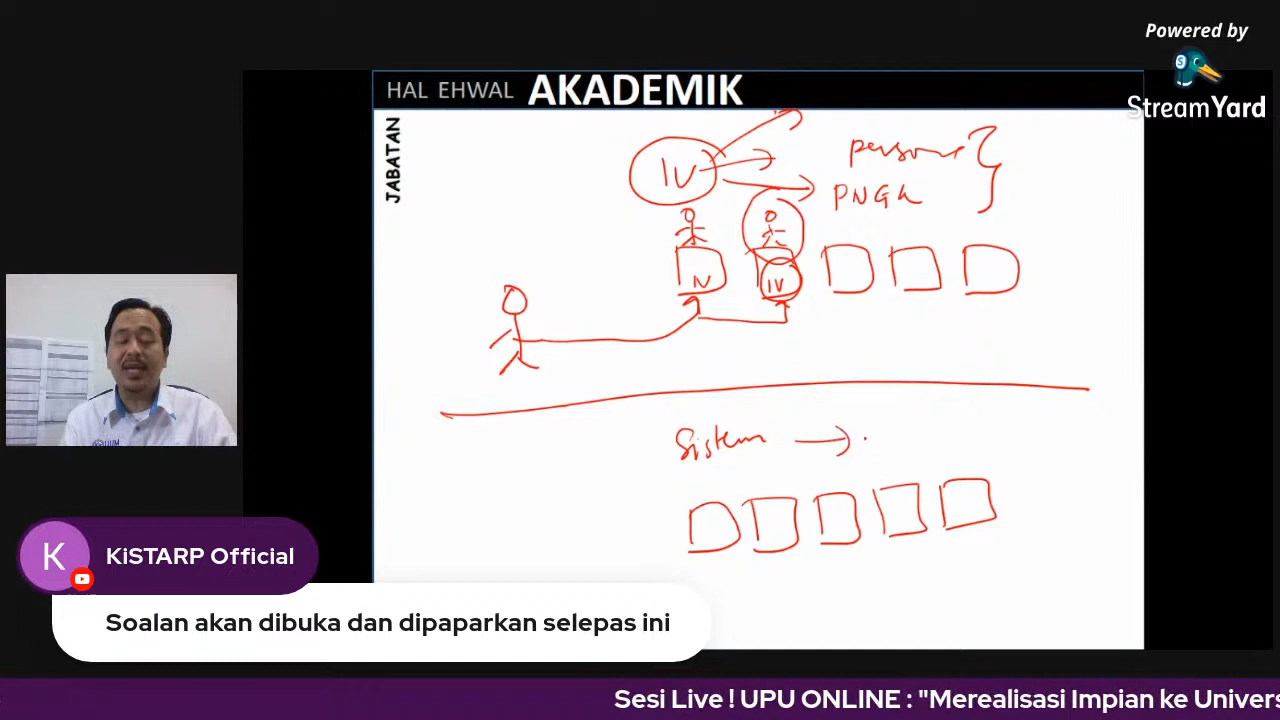 Powered by
StreamYard
HAL EHWAL AKADEMIK
JABATAN
IV
PNGK
IV
IV
Sistem
K
KiSTARP Official
Soalan akan dibuka dan dipaparkan selepas ini
Sesi Live ! UPU ONLINE : "Merealisasi Impian ke Univers